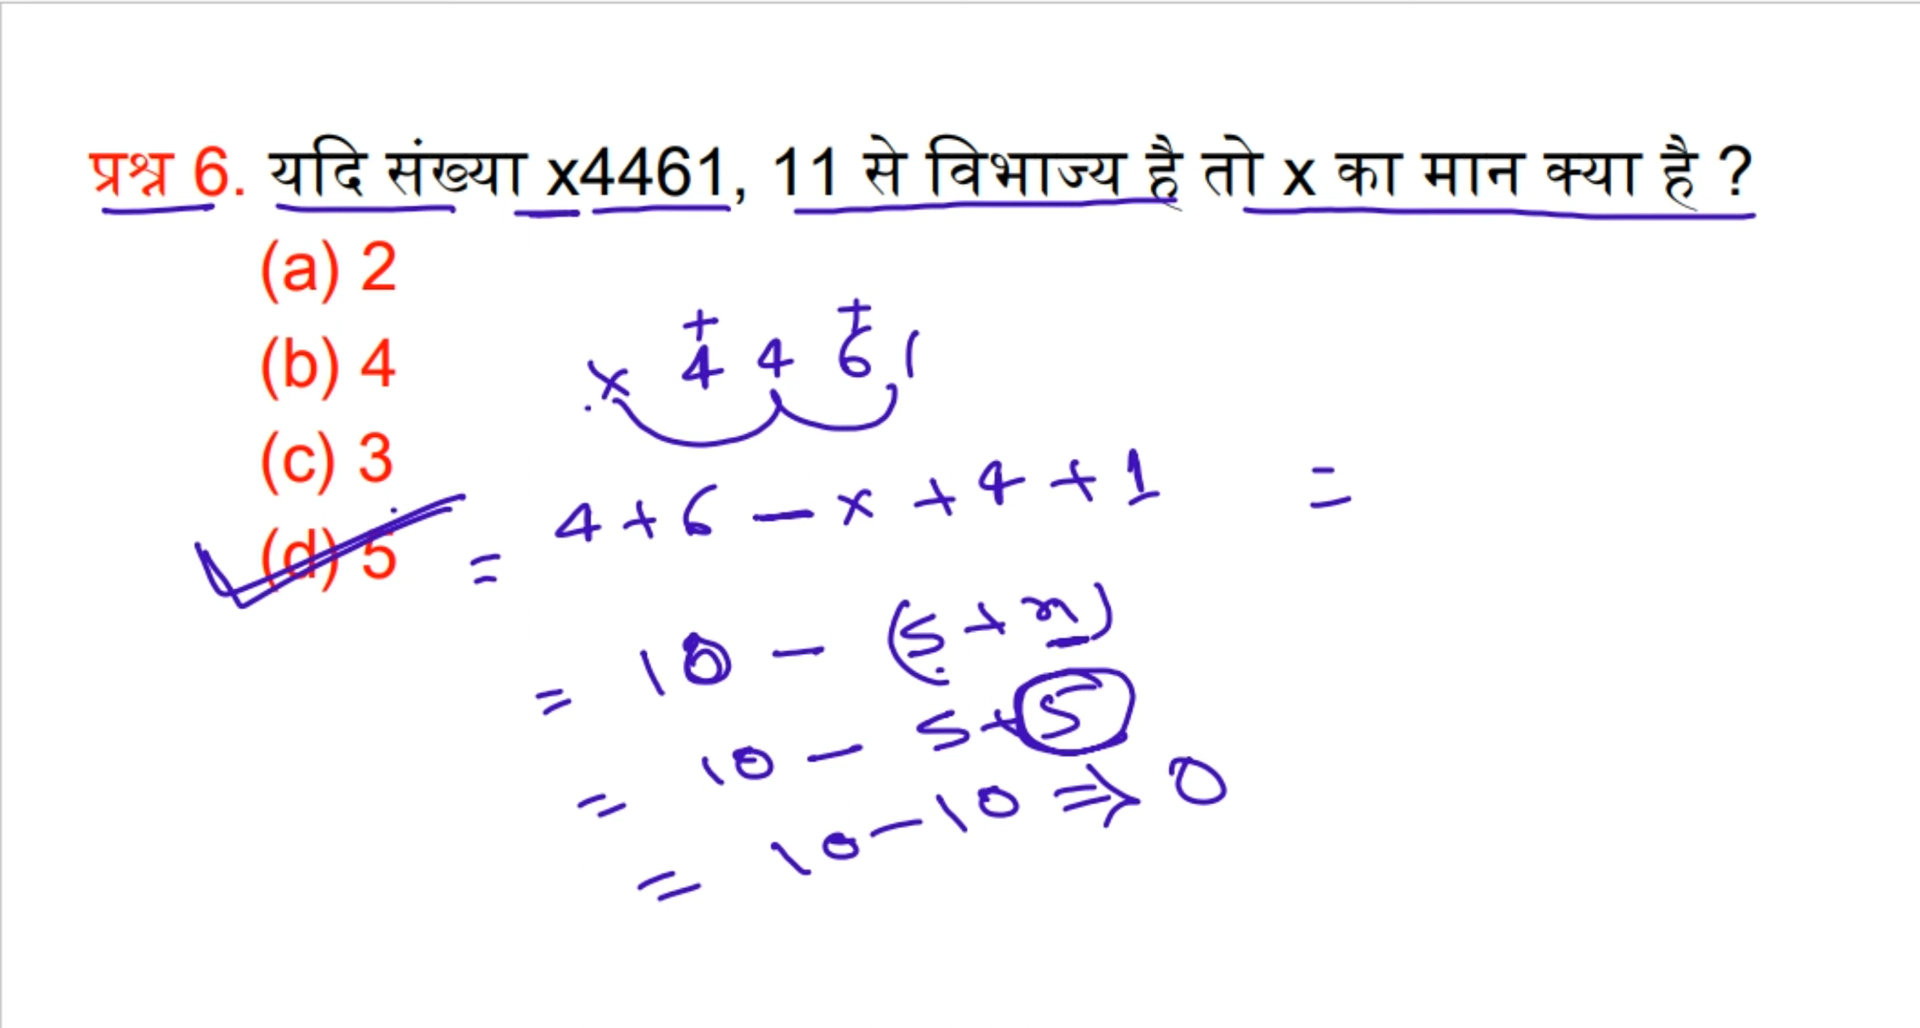 प्रश्न 6. यदि संख्या x4461, 11 से विभाज्य है तो x का मान क्या है ?
(a) 2
(b) 4
(c) 3
(d) 5
+ +
x 4 4 6 1
= 4 + 6 - x + 4 + 1 =
= 10 - (5 + x)
= 10 - 5 + 5
= 10 - 10 ⇒ 0